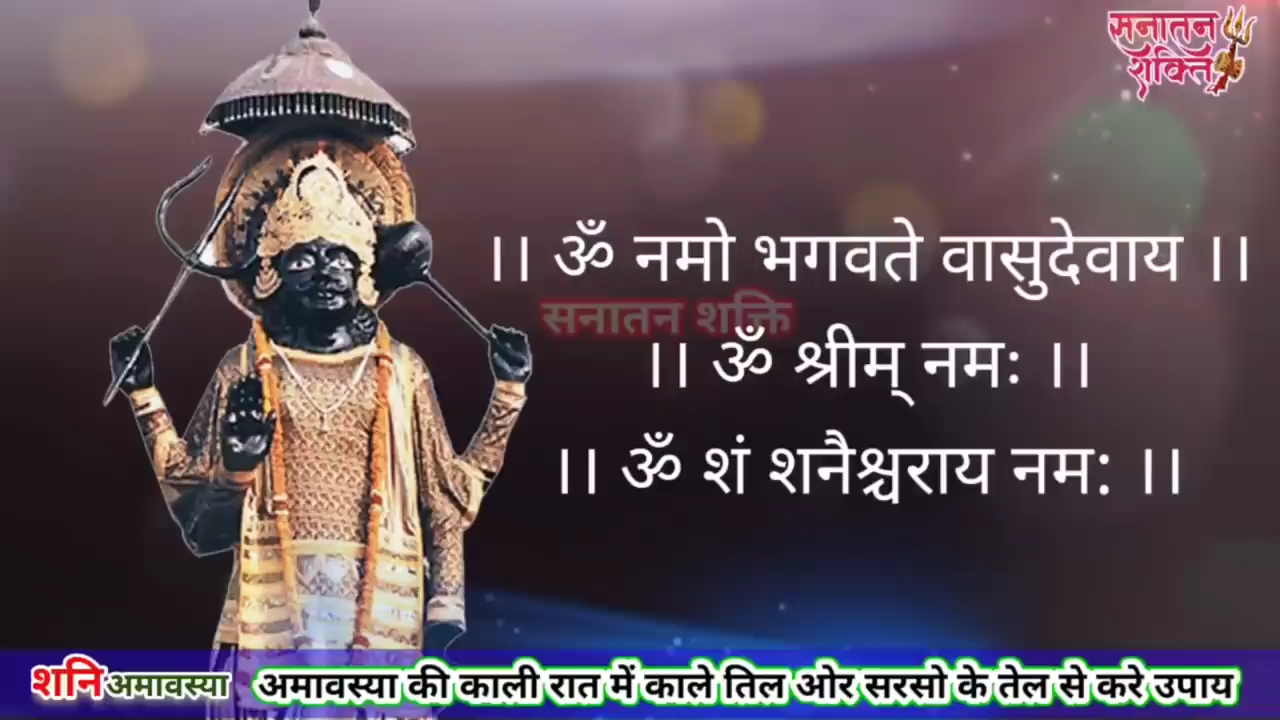 सनातन
शक्ति
।। ॐ नमो भगवते वासुदेवाय ।।
सनातन शक्ति
।। ॐ श्रीम् नमः ।।
।। ॐ शं शनैश्चराय नम: ।।
शनि अमावस्या अमावस्या की काली रात में काले तिल ओर सरसो के तेल से करे उपाय